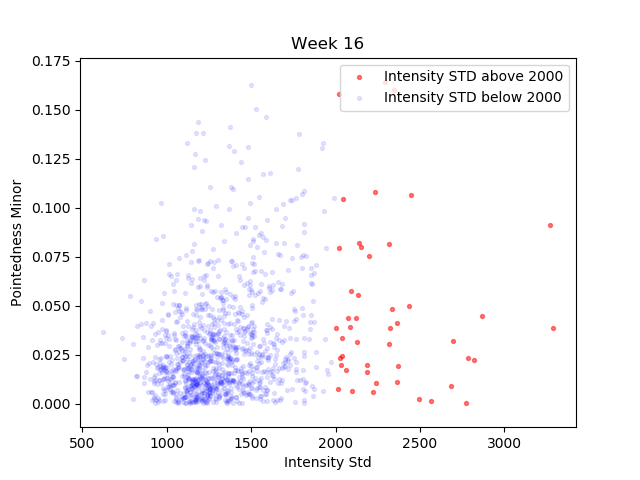 Week 16
Intensity STD above 2000
Intensity STD below 2000
Pointedness Minor
0.175
0.150
0.125
0.100
0.075
0.050
0.025
0.000
500 1000 1500 2000 2500 3000
Intensity Std